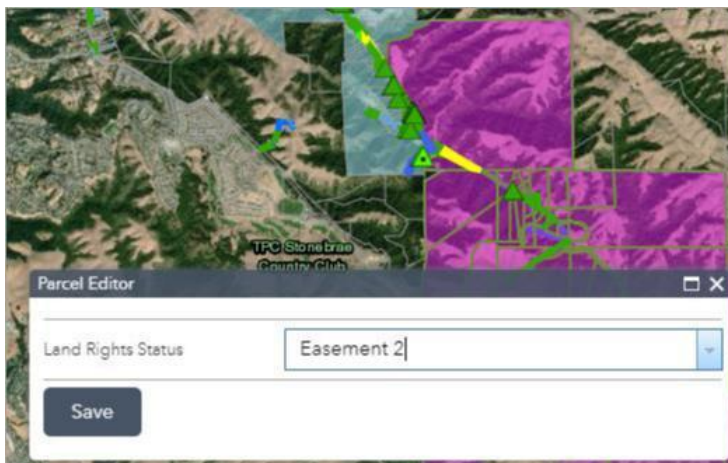 TPC Stonebrae
Country Club
Parcel Editor
Land Rights Status
Easement 2
Save